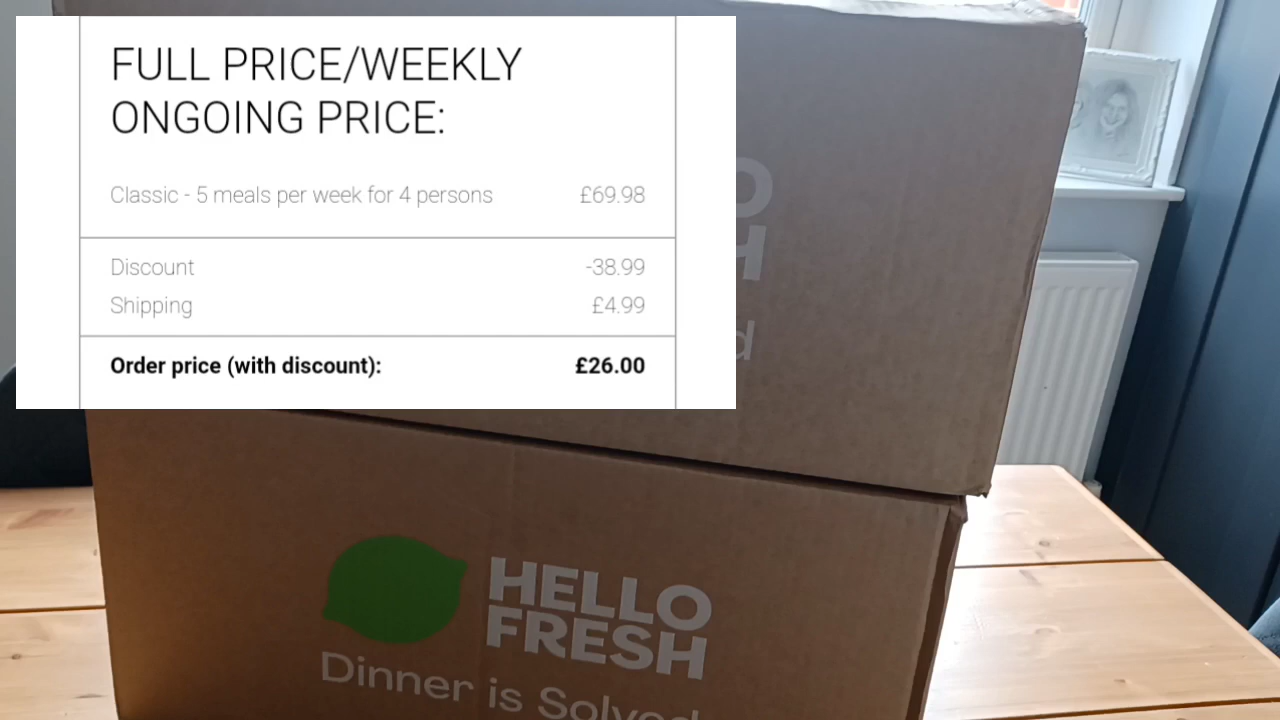 FULL PRICE/WEEKLY
ONGOING PRICE:
Classic - 5 meals per week for 4 persons £69.98
Discount -38.99
Shipping £4.99
Order price (with discount): £26.00
O
H
d
HELLO
FRESH
Dinner is Solved